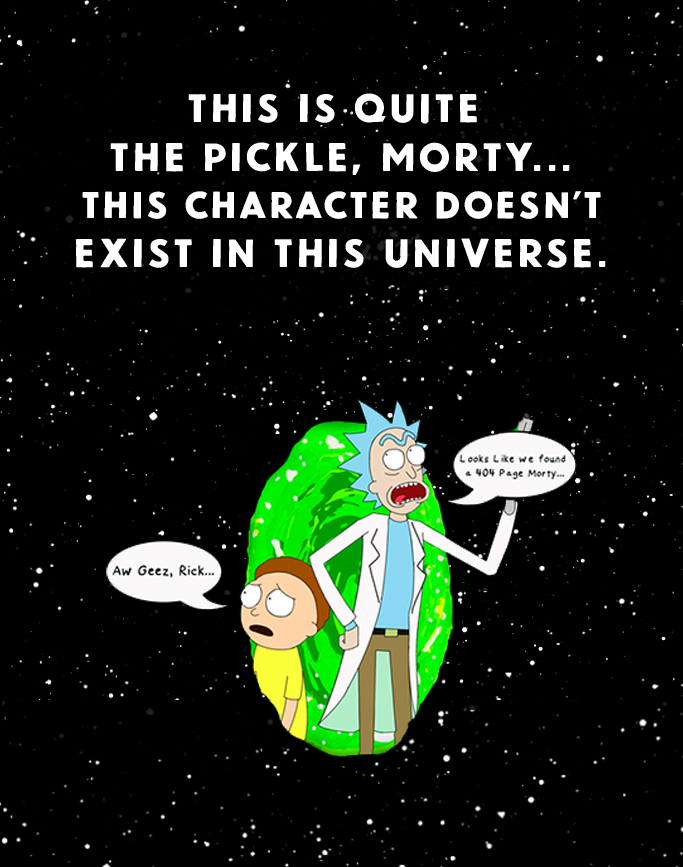 THIS IS QUITE
THE PICKLE, MORTY...
THIS CHARACTER DOESN'T
EXIST IN THIS UNIVERSE.
Looks Like we found
a 404 Page Morty...
Aw Geez, Rick...